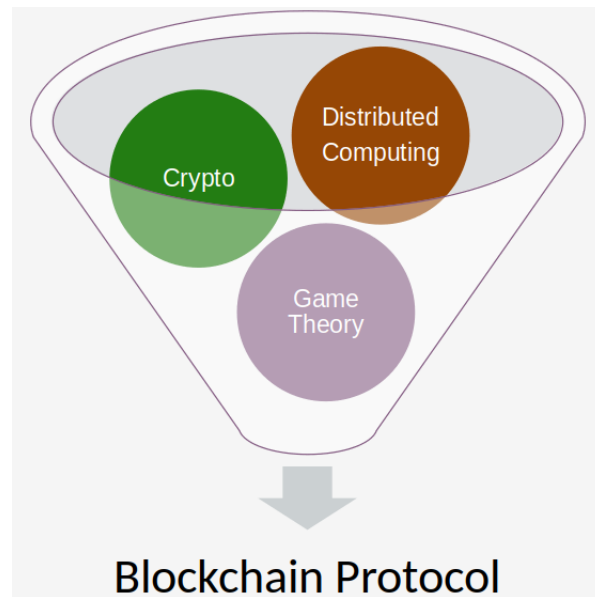 Distributed
Computing
Crypto
Game
Theory
Blockchain Protocol